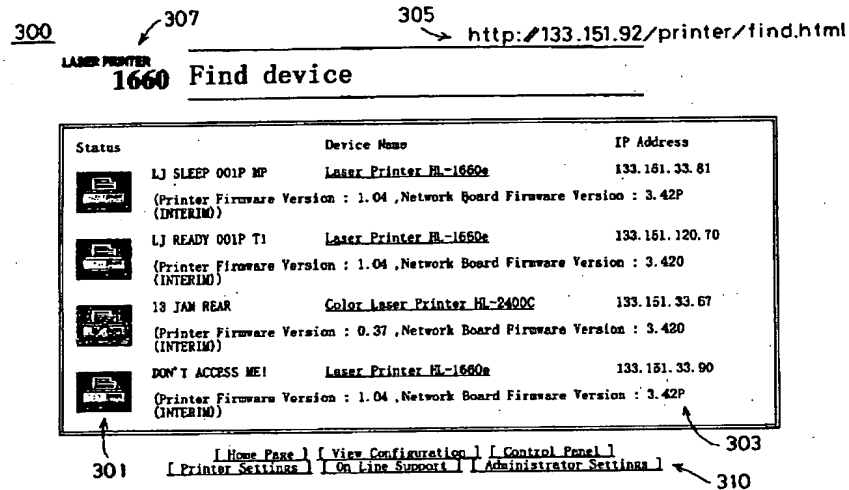 300
307
305
http://133.151.92/printer/find.html
LASER PRINTER
1660 Find device
Status Device Name IP Address
LJ SLEEP 001P MP Laser Printer HL-1660e 133.151.33.81
(Printer Firmware Version : 1.04 ,Network Board Firmware Version : 3.42P
(INTERIM))
LJ READY 001P T1 Laser Printer HL-1660e 133.151.120.70
(Printer Firmware Version : 1.04 ,Network Board Firmware Version : 3.420
(INTERIM))
13 JAM REAR Color Laser Printer HL-2400C 133.151.33.67
(Printer Firmware Version : 0.37 ,Network Board Firmware Version : 3.420
(INTERIM))
DON'T ACCESS ME! Laser Printer HL-1660e 133.151.33.90
(Printer Firmware Version : 1.04 ,Network Board Firmware Version : 3.42P
(INTERIM))
301
303
[ Home Page ] [ View Configuration ] [ Control Panel ]
[ Printer Settings ] [ On Line Support ] [ Administrator Settings ]
310